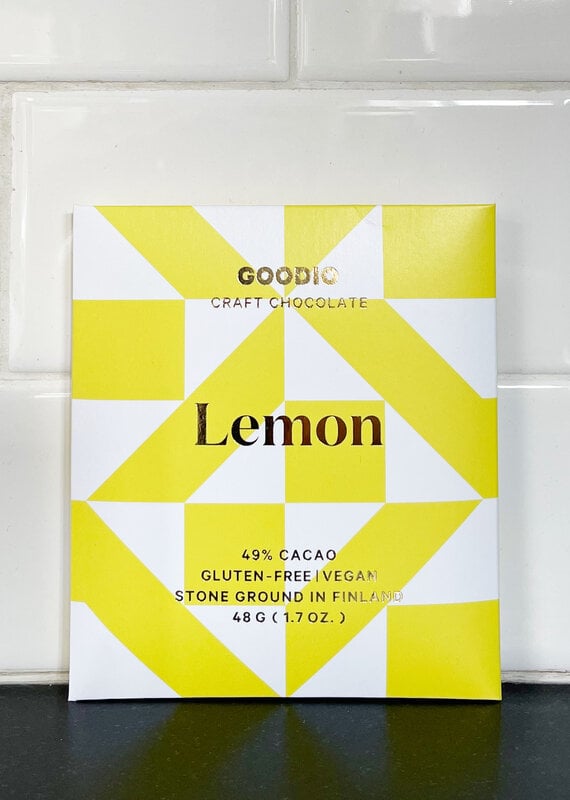 GOODIO
CRAFT CHOCOLATE
Lemon
49% CACAO
GLUTEN-FREE|VEGAN
STONE GROUND IN FINLAND
48 G ( 1.7 OZ. )